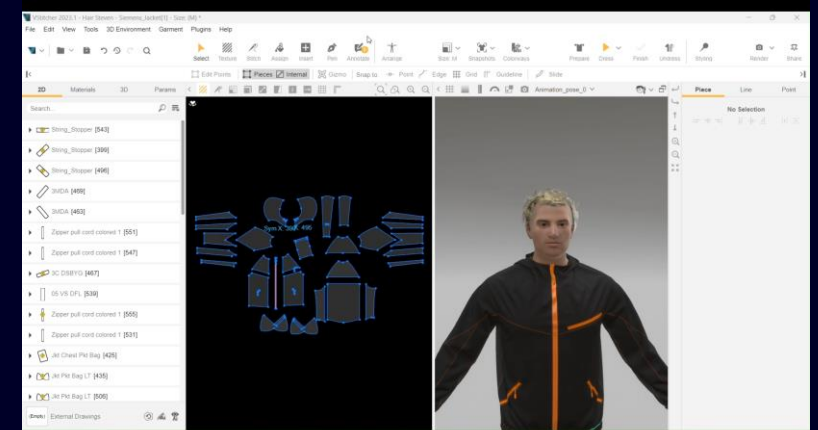 VStitcher 2023.1 - Hair Steven - Siemens_Jacket[1] - Size: (M) *
File Edit View Tools 3D Environment Garment Plugins Help
Select Texture Stitch Assign Insert Pen Annotate Arrange Size: M Snapshots Colorways Prepare Dress Finish Undress Styling Render Share
Edit Points Pieces Internal Gizmo Snap to Point Edge Grid Guideline Slide
2D Materials 3D Params Animation_pose_0 Piece Line Point
Search... No Selection
String_Stopper [543]
String_Stopper [399]
String_Stopper [496]
3MDA [469]
3MDA [463]
Zipper pull cord colored 1 [551]
Zipper pull cord colored 1 [547]
3C DSBYG [467]
05 VS DFL [539]
Zipper pull cord colored 1 [555]
Zipper pull cord colored 1 [531]
Jkt Chest Pkt Bag [425]
Jkt Pkt Bag LT [435]
Jkt Pkt Bag LT [506]
(Empty) External Drawings